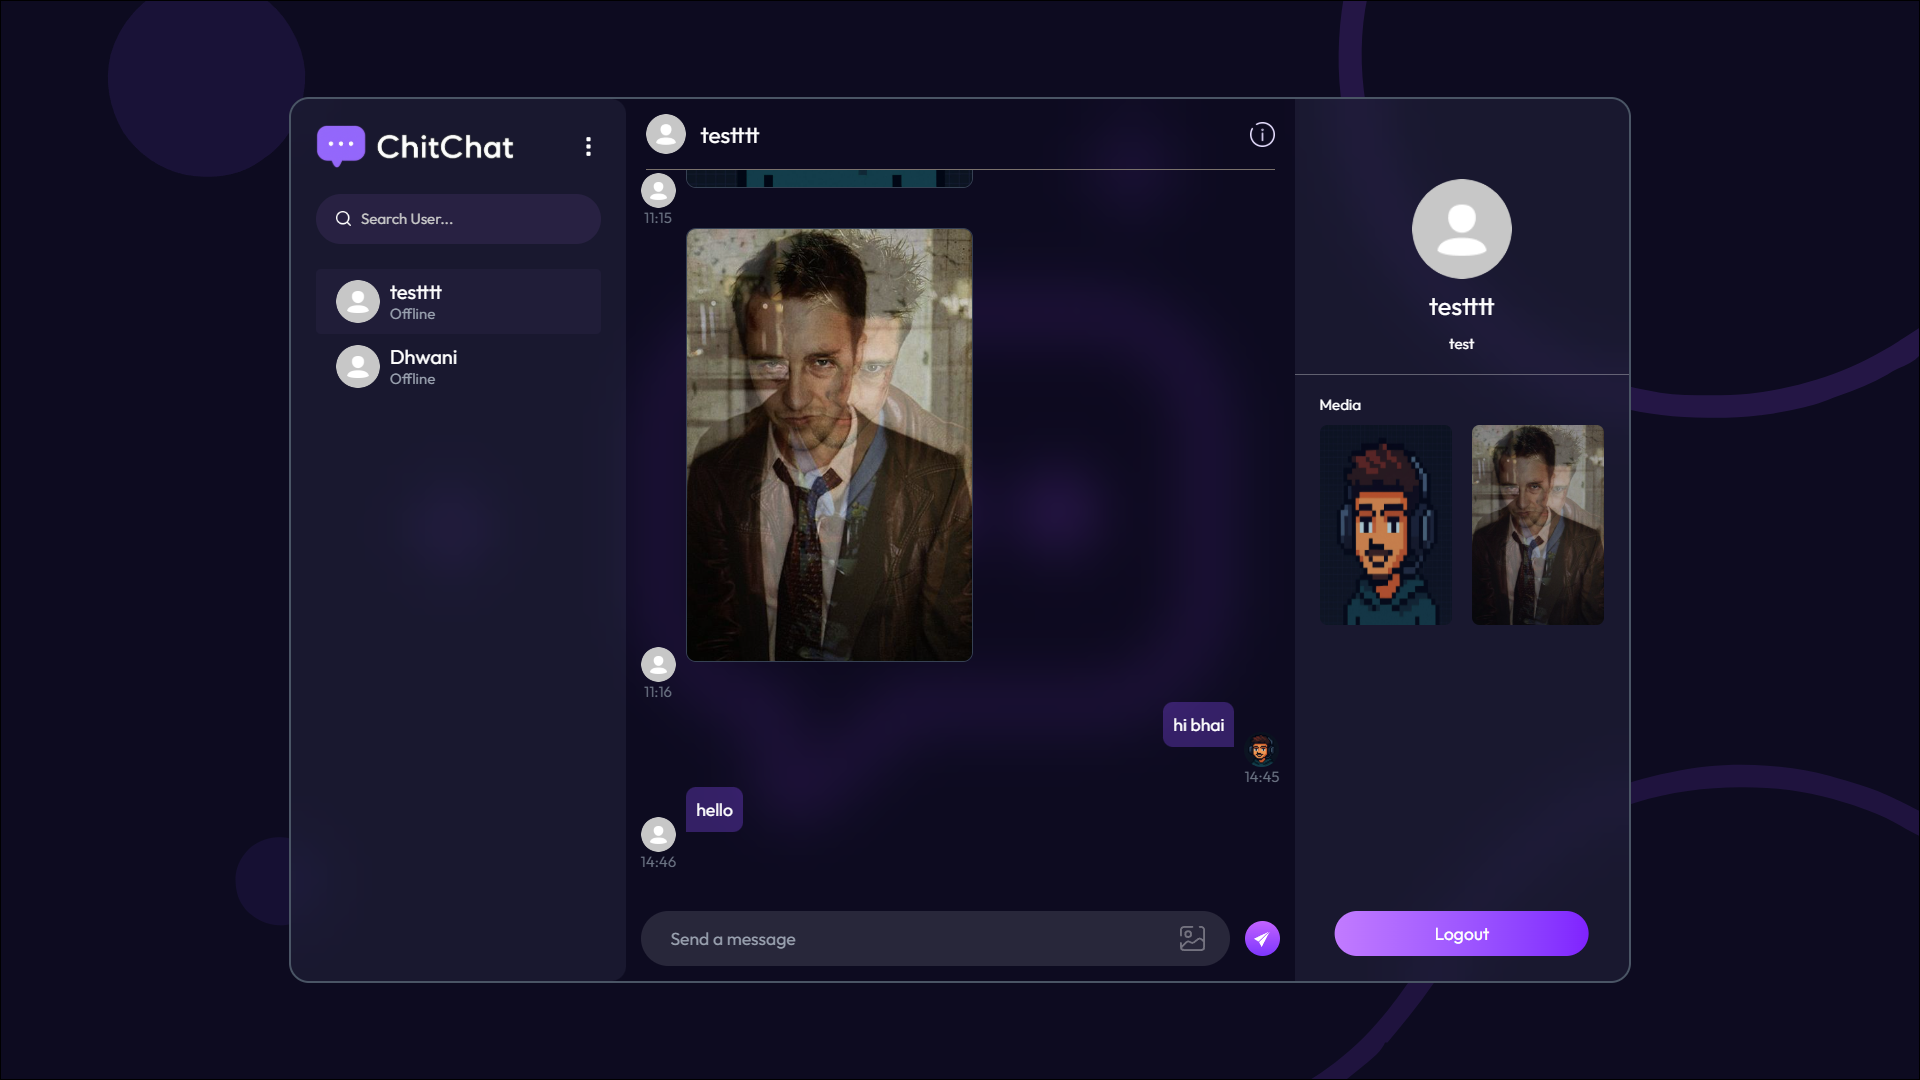 ChitChat
Search User...
testttt
Offline
Dhwani
Offline
testttt
11:15
11:16
hi bhai
14:45
hello
14:46
Send a message
testttt
test
Media
Logout